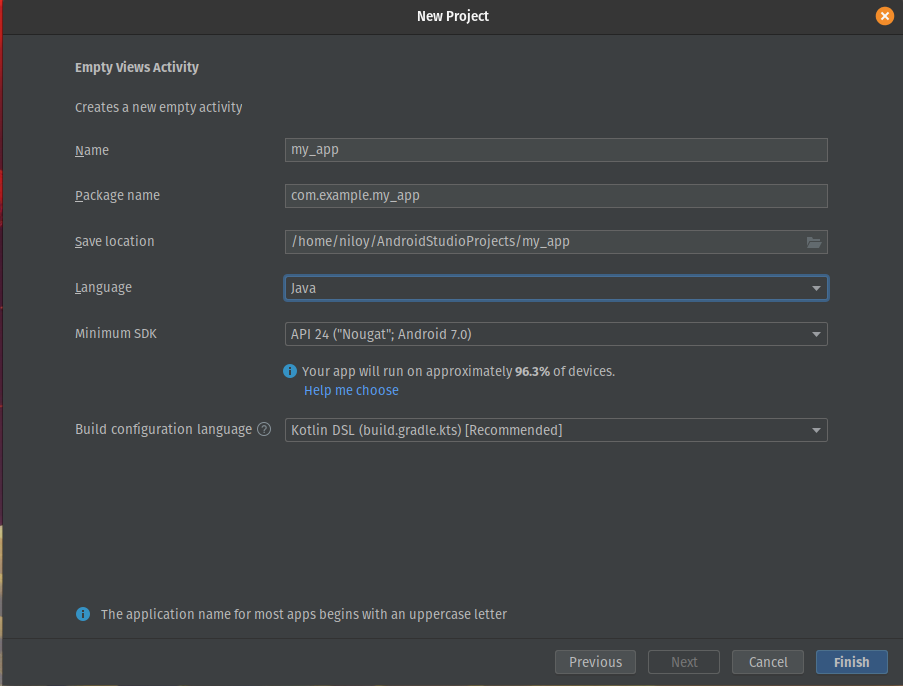 New Project
Empty Views Activity
Creates a new empty activity
Name my_app
Package name com.example.my_app
Save location /home/niloy/AndroidStudioProjects/my_app
Language Java
Minimum SDK API 24 ("Nougat"; Android 7.0)
Your app will run on approximately 96.3% of devices.
Help me choose
Build configuration language Kotlin DSL (build.gradle.kts) [Recommended]
The application name for most apps begins with an uppercase letter
Previous Next Cancel Finish